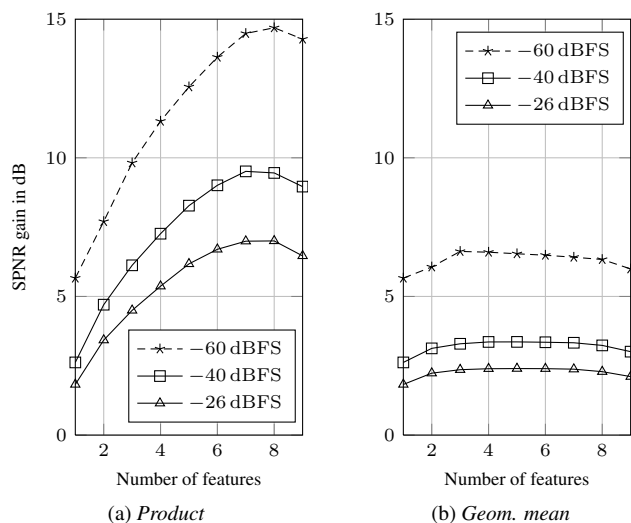 15
10
5
0
SPNR gain in dB
2
4
6
8
Number of features
−60 dBFS
−40 dBFS
−26 dBFS
(a) Product
15
10
5
0
2
4
6
8
Number of features
−60 dBFS
−40 dBFS
−26 dBFS
(b) Geom. mean